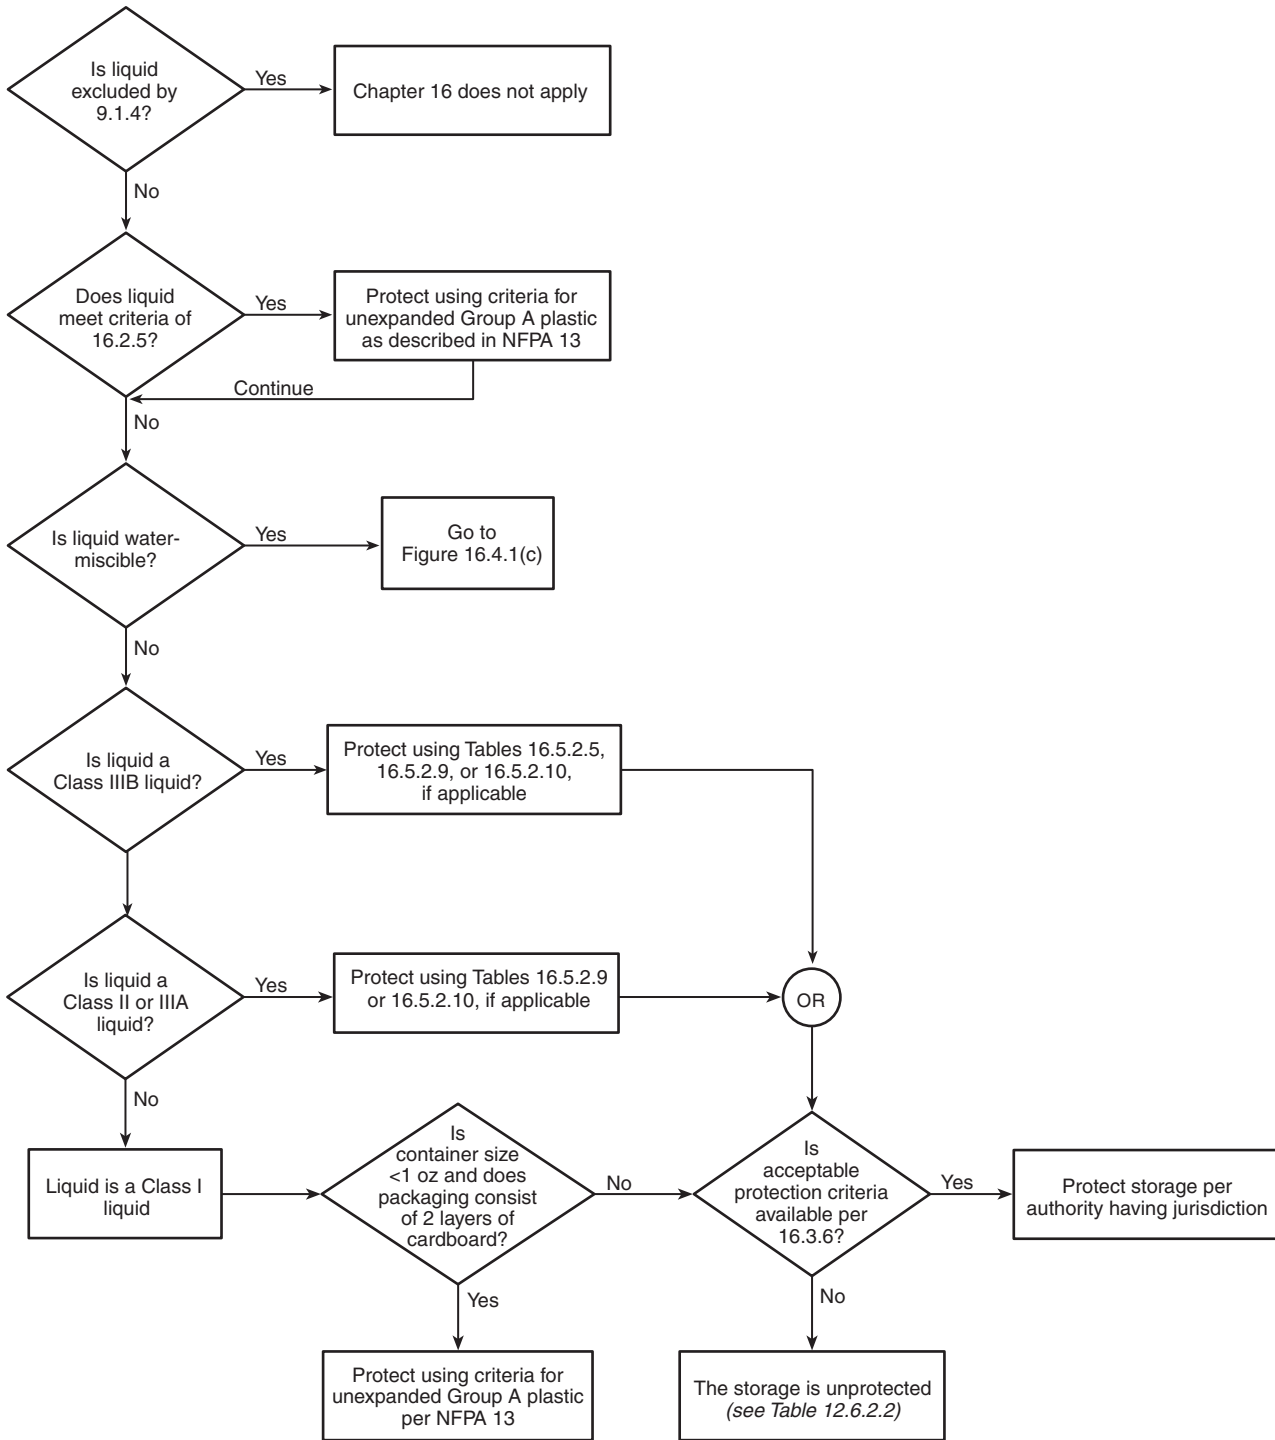 Is liquid
excluded by
9.1.4?
Yes
Chapter 16 does not apply
No
Does liquid
meet criteria of
16.2.5?
Yes
Protect using criteria for
unexpanded Group A plastic
as described in NFPA 13
Continue
No
Is liquid water-
miscible?
Yes
Go to
Figure 16.4.1(c)
No
Is liquid a
Class IIIB liquid?
Yes
Protect using Tables 16.5.2.5,
16.5.2.9, or 16.5.2.10,
if applicable
Is liquid a
Class II or IIIA
liquid?
Yes
Protect using Tables 16.5.2.9
or 16.5.2.10, if applicable
OR
No
Liquid is a Class I
liquid
Is
container size
<1 oz and does
packaging consist
of 2 layers of
cardboard?
No
Is
acceptable
protection criteria
available per
16.3.6?
Yes
Protect storage per
authority having jurisdiction
Yes
No
Protect using criteria for
unexpanded Group A plastic
per NFPA 13
The storage is unprotected
(see Table 12.6.2.2)